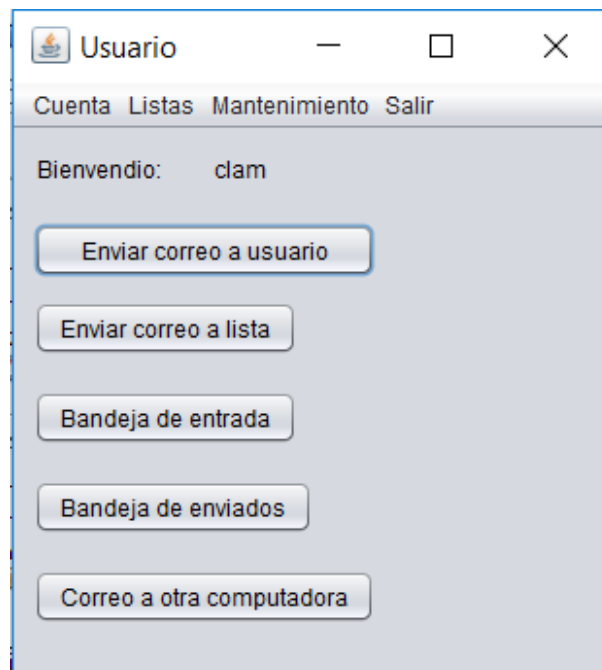 Usuario
Cuenta Listas Mantenimiento Salir
Bienvendio: clam
Enviar correo a usuario
Enviar correo a lista
Bandeja de entrada
Bandeja de enviados
Correo a otra computadora